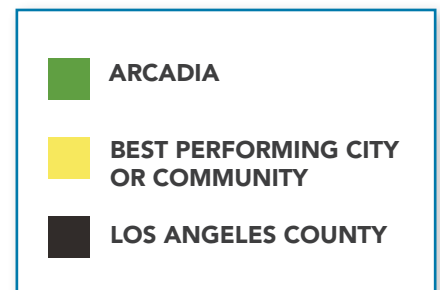 ARCADIA
BEST PERFORMING CITY
OR COMMUNITY
LOS ANGELES COUNTY